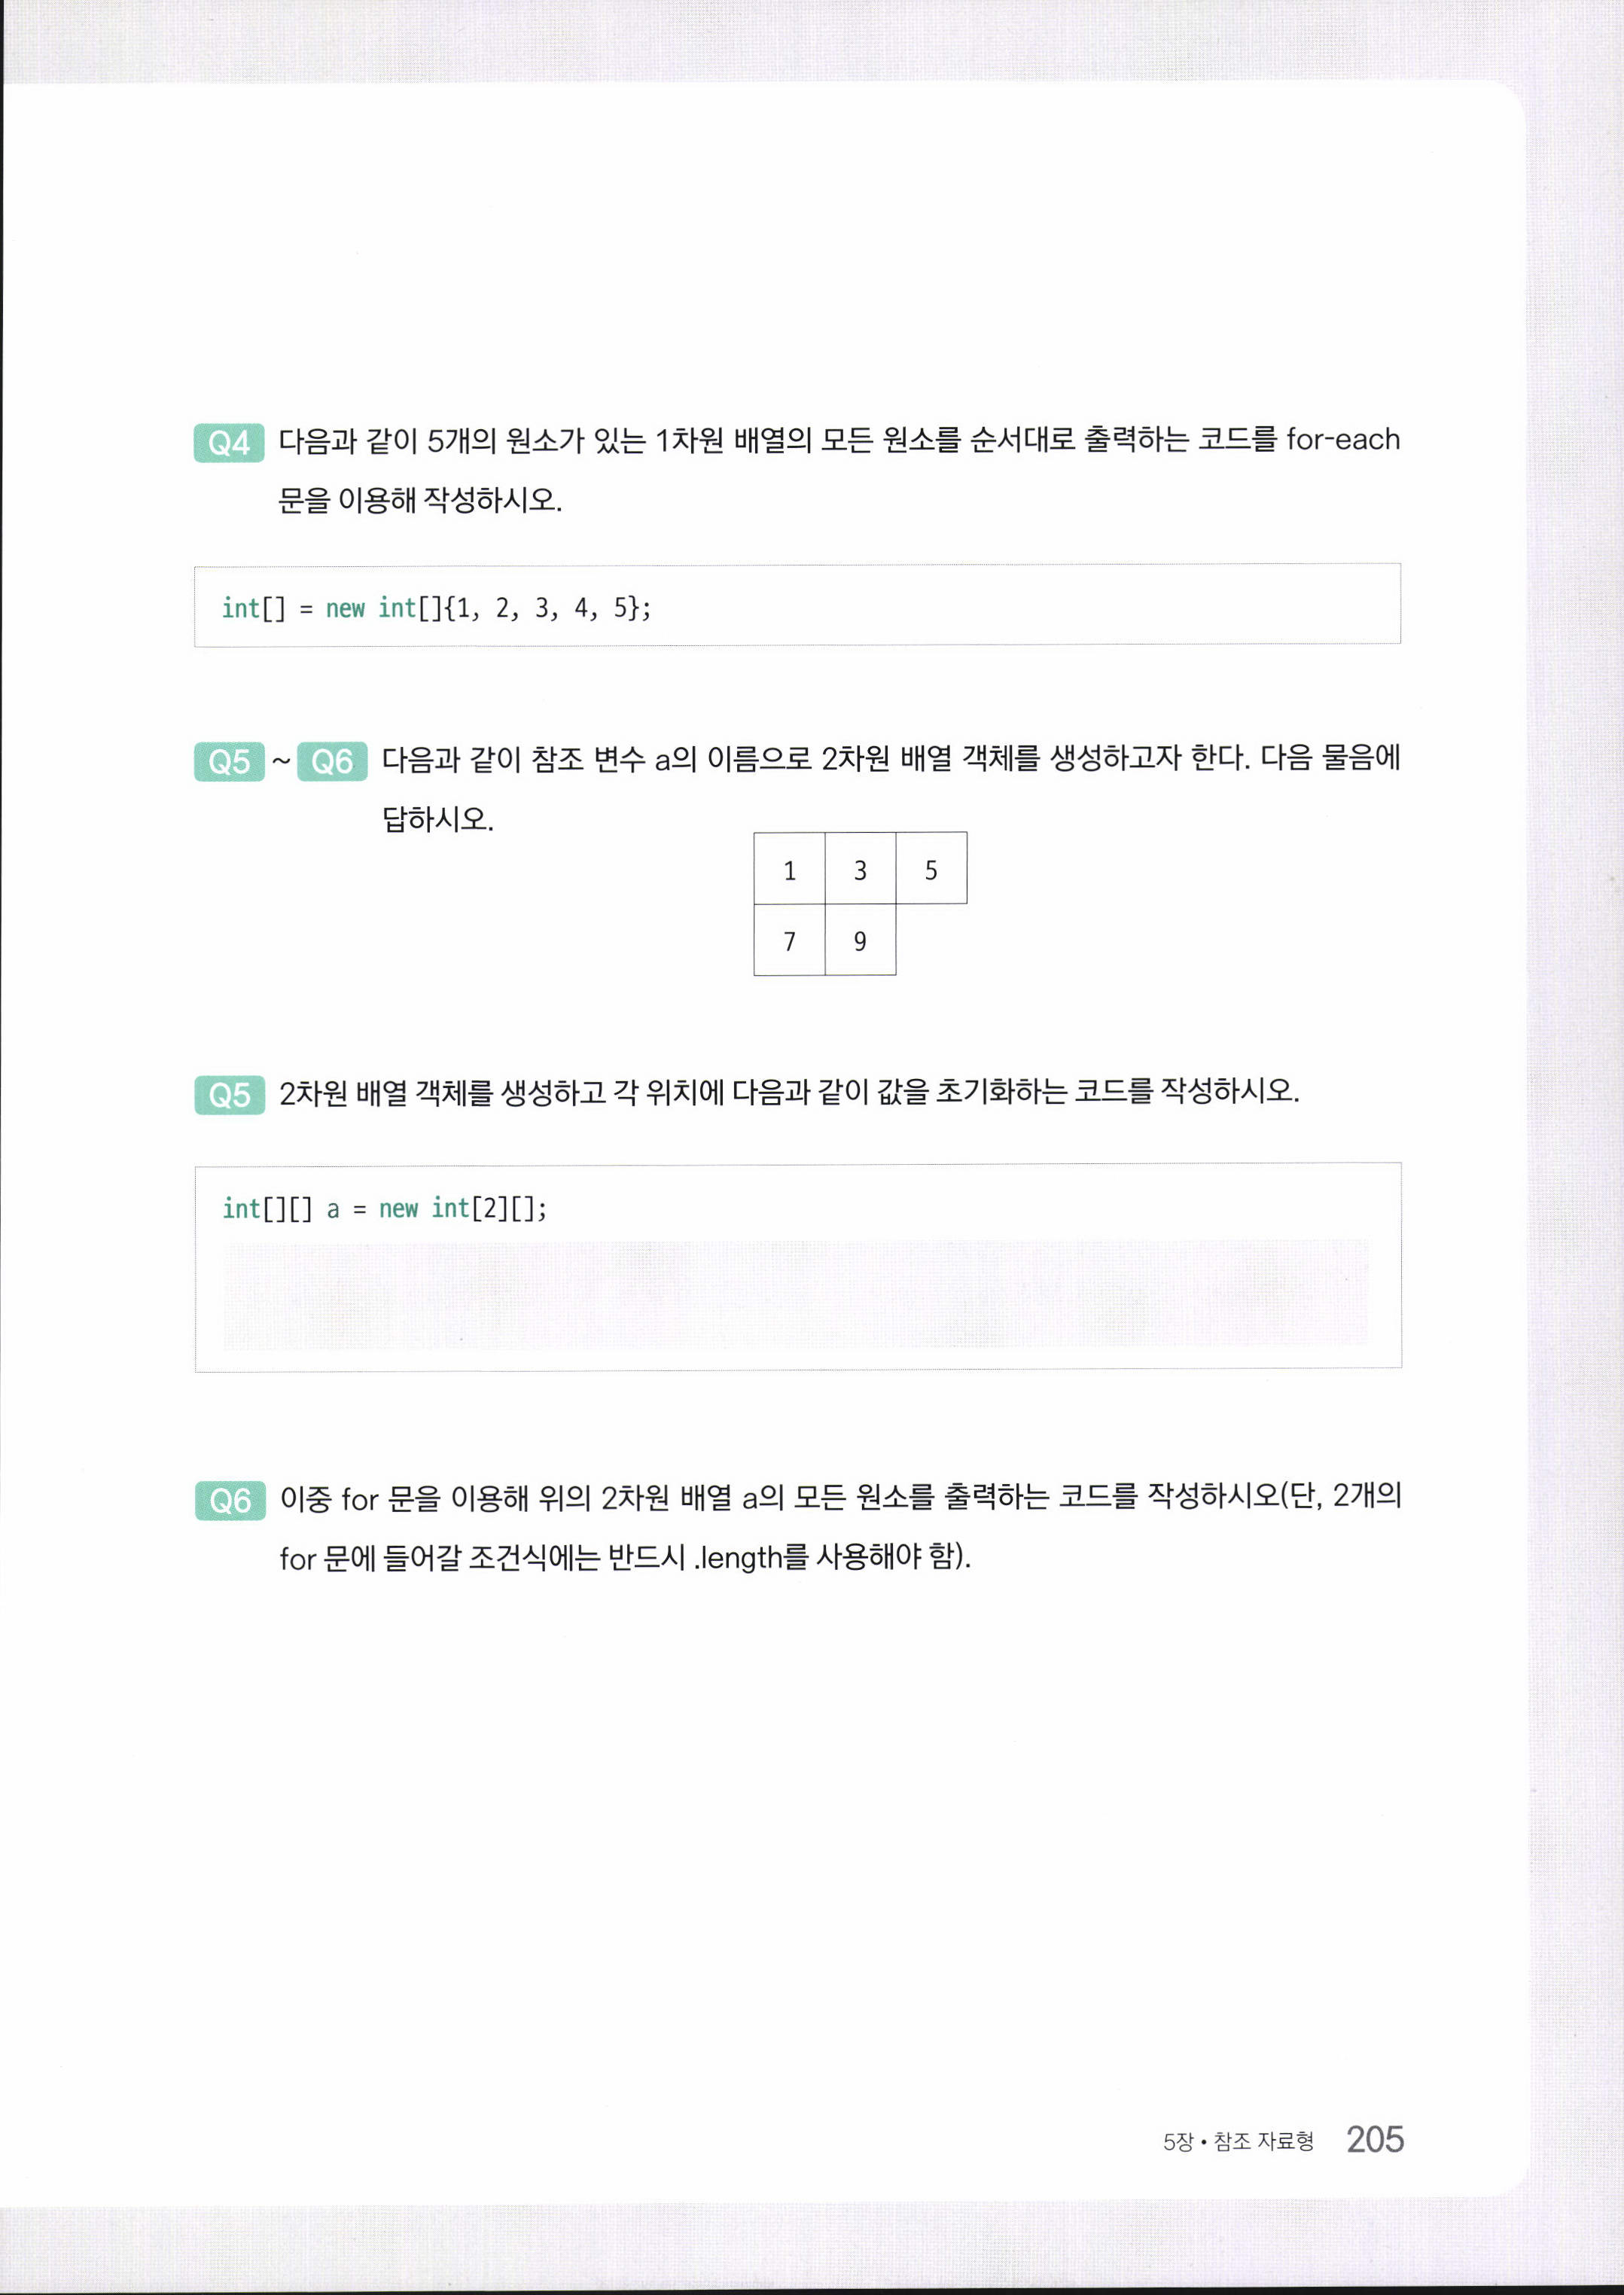 Q4 다음과 같이 5개의 원소가 있는 1차원 배열의 모든 원소를 순서대로 출력하는 코드를 for-each
문을 이용해 작성하시오.
int[] = new int[]{1, 2, 3, 4, 5};
Q5 ~ Q6 다음과 같이 참조 변수 a의 이름으로 2차원 배열 객체를 생성하고자 한다. 다음 물음에
답하시오.
1 3 5
7 9
Q5 2차원 배열 객체를 생성하고 각 위치에 다음과 같이 값을 초기화하는 코드를 작성하시오.
int[][] a = new int[2][];
Q6 이중 for 문을 이용해 위의 2차원 배열 a의 모든 원소를 출력하는 코드를 작성하시오(단, 2개의
for 문에 들어갈 조건식에는 반드시 .length를 사용해야 함).
5장 • 참조 자료형 205